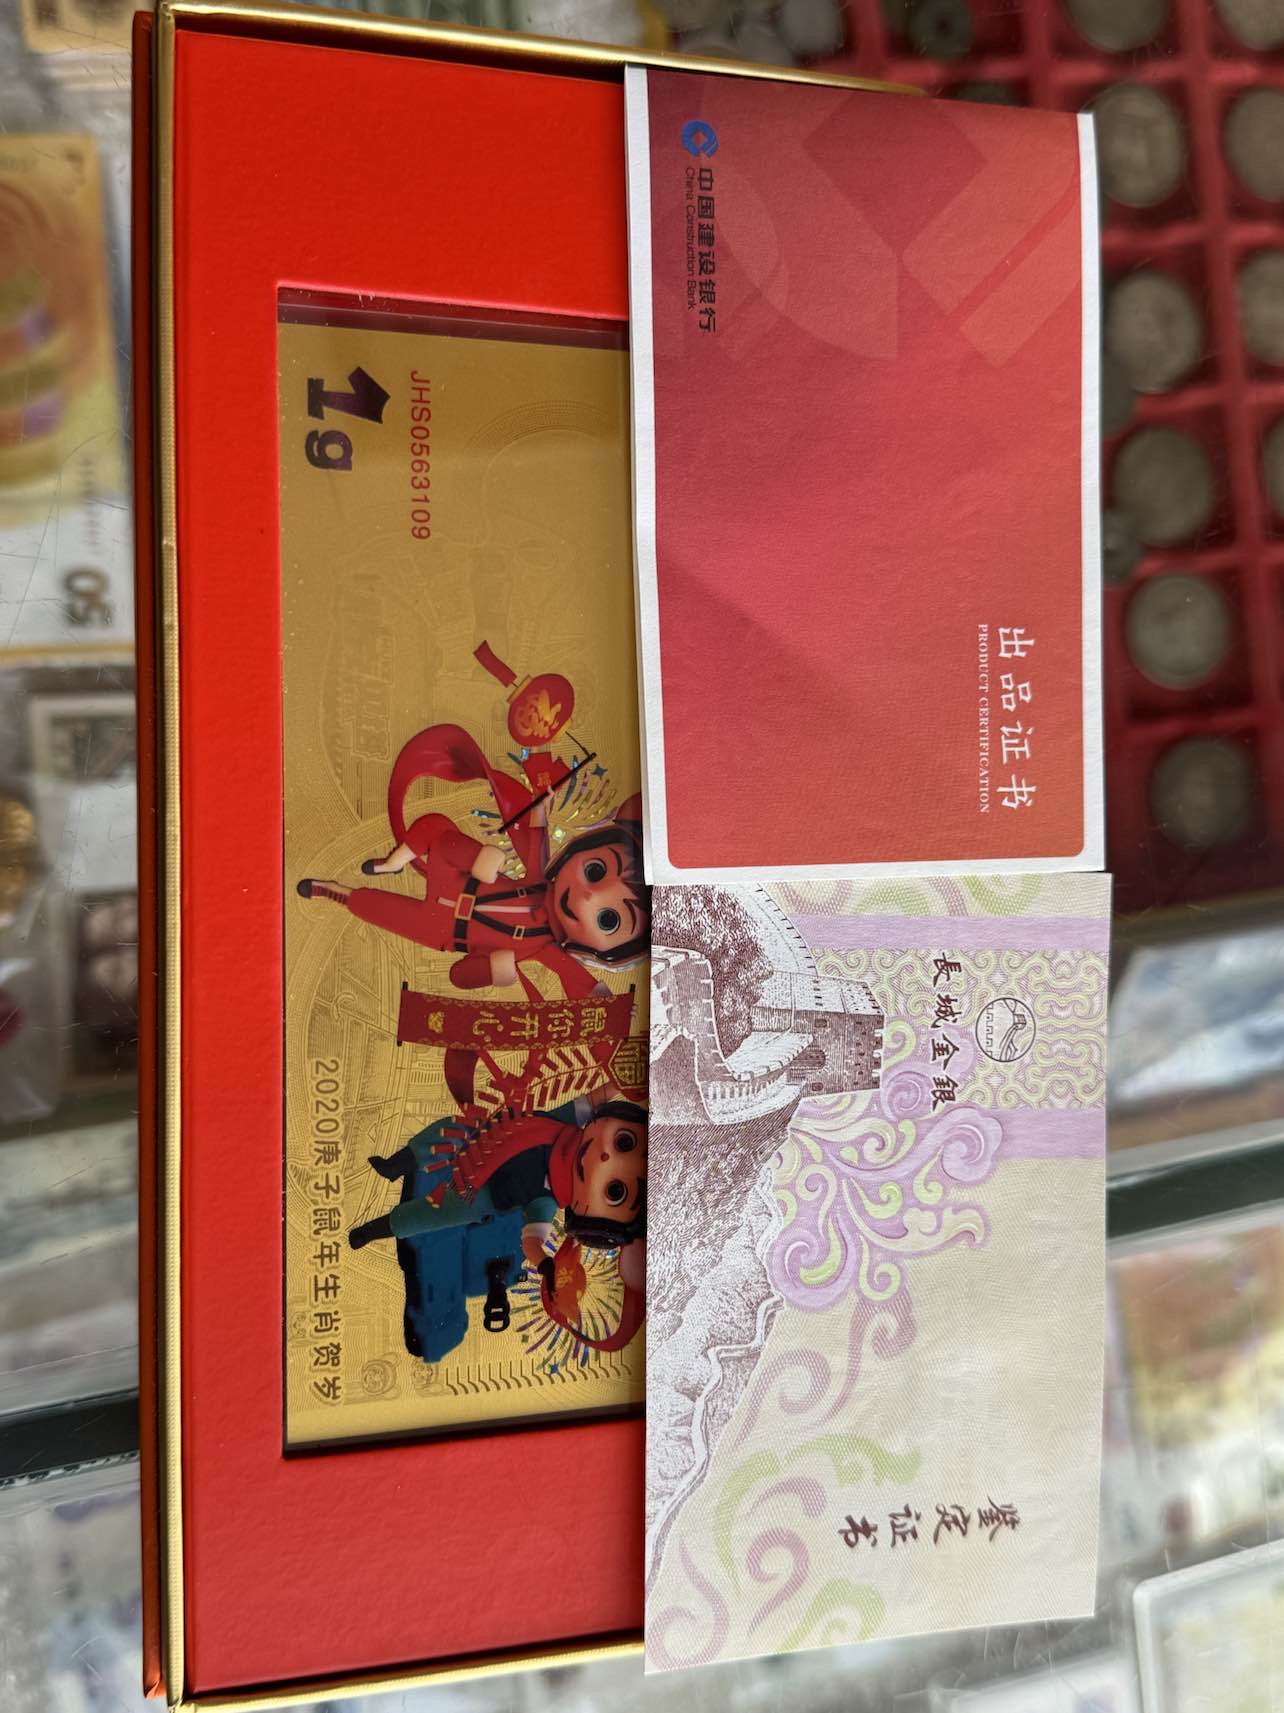 中国建设银行
China Construction Bank
出品证书
PRODUCT CERTIFICATION
1g
JHS0563109
鼠你开心
福
2020庚子鼠年生肖贺岁
長城金銀
鉴定证书
50